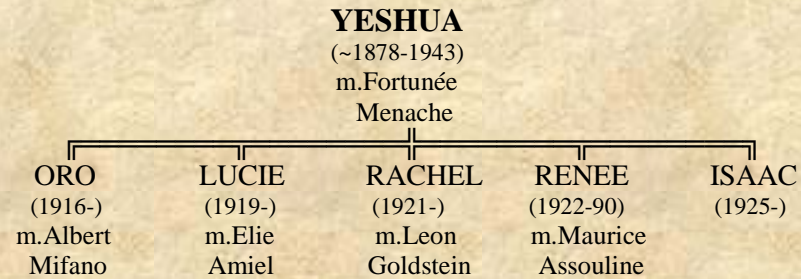 YESHUA
(~1878-1943)
m.Fortunée
Menache
ORO LUCIE RACHEL RENEE ISAAC
(1916-) (1919-) (1921-) (1922-90) (1925-)
m.Albert m.Elie m.Leon m.Maurice
Mifano Amiel Goldstein Assouline